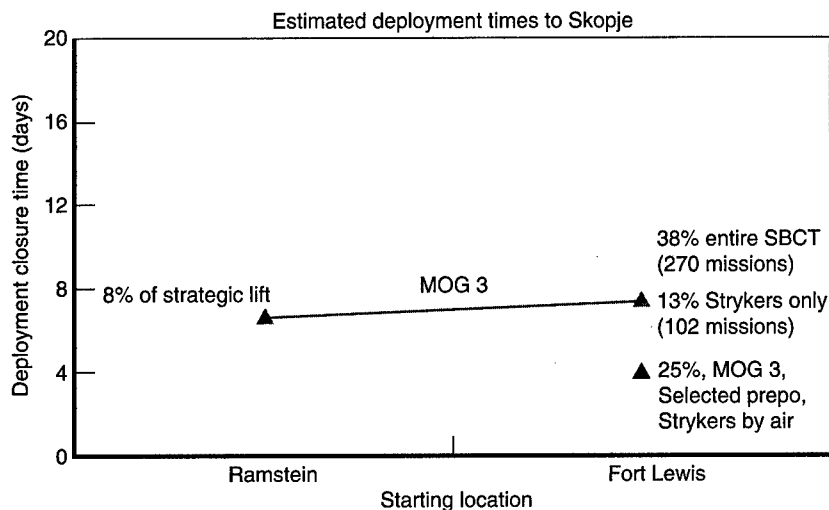 Estimated deployment times to Skopje
Deployment closure time (days)
20
16
12
8
4
0
8% of strategic lift
MOG 3
38% entire SBCT
(270 missions)
13% Strykers only
(102 missions)
25%, MOG 3,
Selected prepo,
Strykers by air
Ramstein
Fort Lewis
Starting location